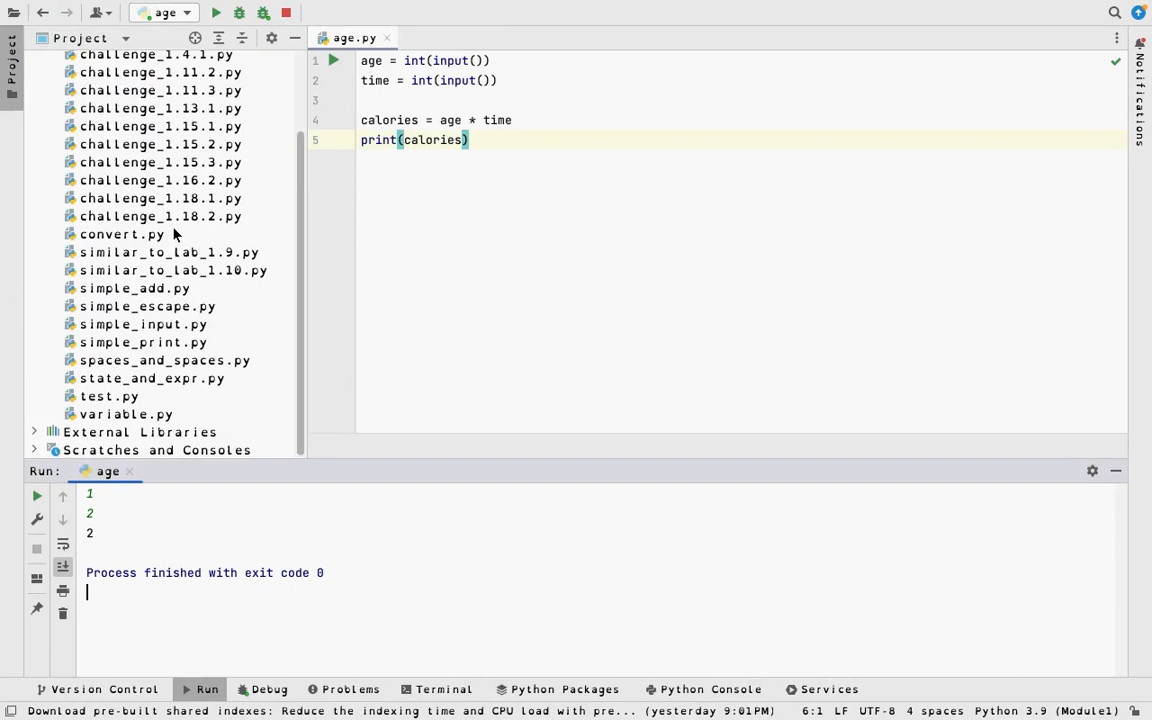 age
Project
age.py
Project
Notifications
challenge_1.4.1.py
challenge_1.11.2.py
challenge_1.11.3.py
challenge_1.13.1.py
challenge_1.15.1.py
challenge_1.15.2.py
challenge_1.15.3.py
challenge_1.16.2.py
challenge_1.18.1.py
challenge_1.18.2.py
convert.py
similar_to_lab_1.9.py
similar_to_lab_1.10.py
simple_add.py
simple_escape.py
simple_input.py
simple_print.py
spaces_and_spaces.py
state_and_expr.py
test.py
variable.py
External Libraries
Scratches and Consoles
1 age = int(input())
2 time = int(input())
3
4 calories = age * time
5 print(calories)
Run: age
1
2
2
Process finished with exit code 0
Version Control Run Debug Problems Terminal Python Packages Python Console Services
Download pre-built shared indexes: Reduce the indexing time and CPU load with pre... (yesterday 9:01PM) 6:1 LF UTF-8 4 spaces Python 3.9 (Module1)